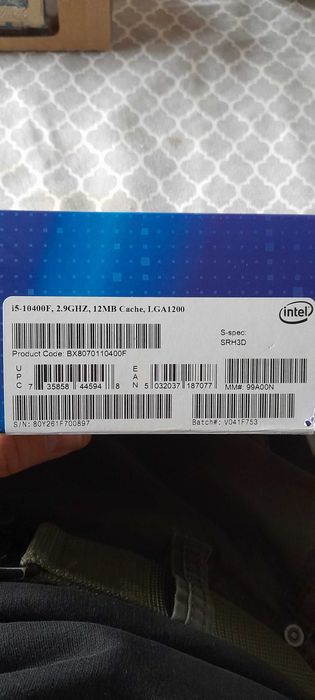 i5-10400F, 2.9GHZ, 12MB Cache, LGA1200
intel
S-spec:
SRH3D
Product Code: BX8070110400F
UPC 7 35858 44594 8
EAN 5 032037 187077
MM# 99A00N
S/N: 80Y261F700897
Batch#: V041F753